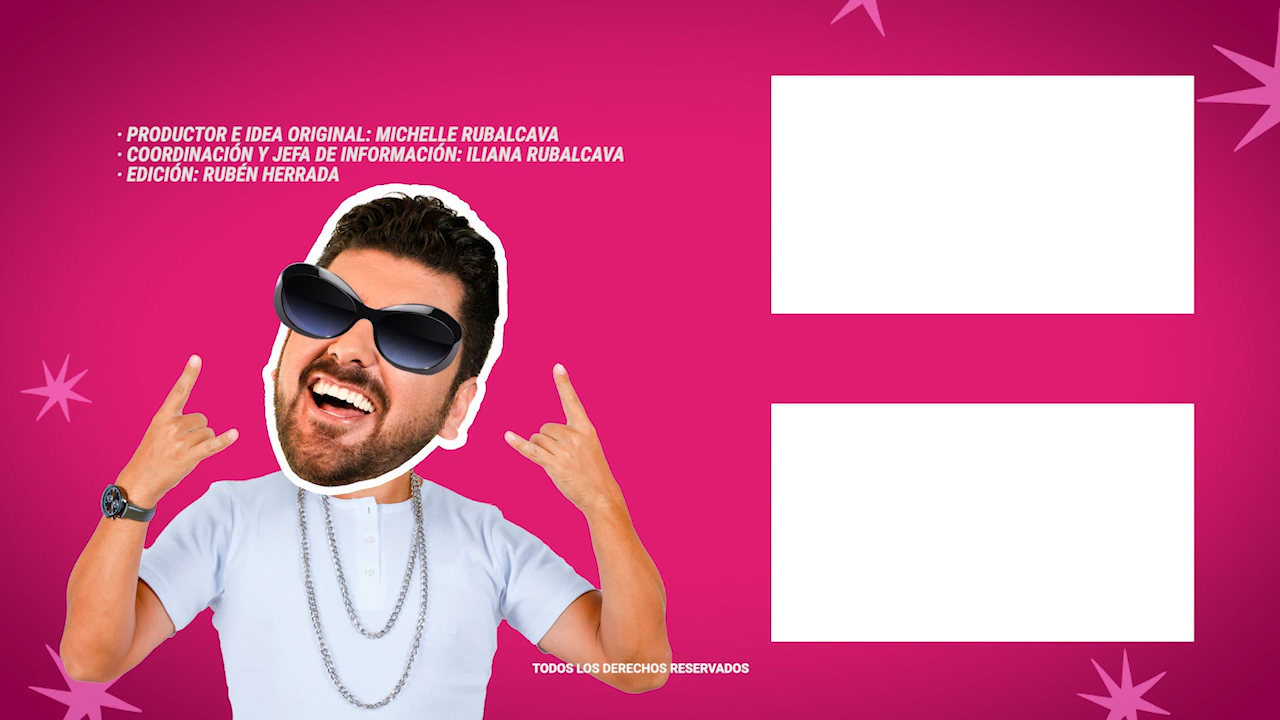 · PRODUCTOR E IDEA ORIGINAL: MICHELLE RUBALCAVA
· COORDINACIÓN Y JEFA DE INFORMACIÓN: ILIANA RUBALCAVA
· EDICIÓN: RUBÉN HERRADA
TODOS LOS DERECHOS RESERVADOS